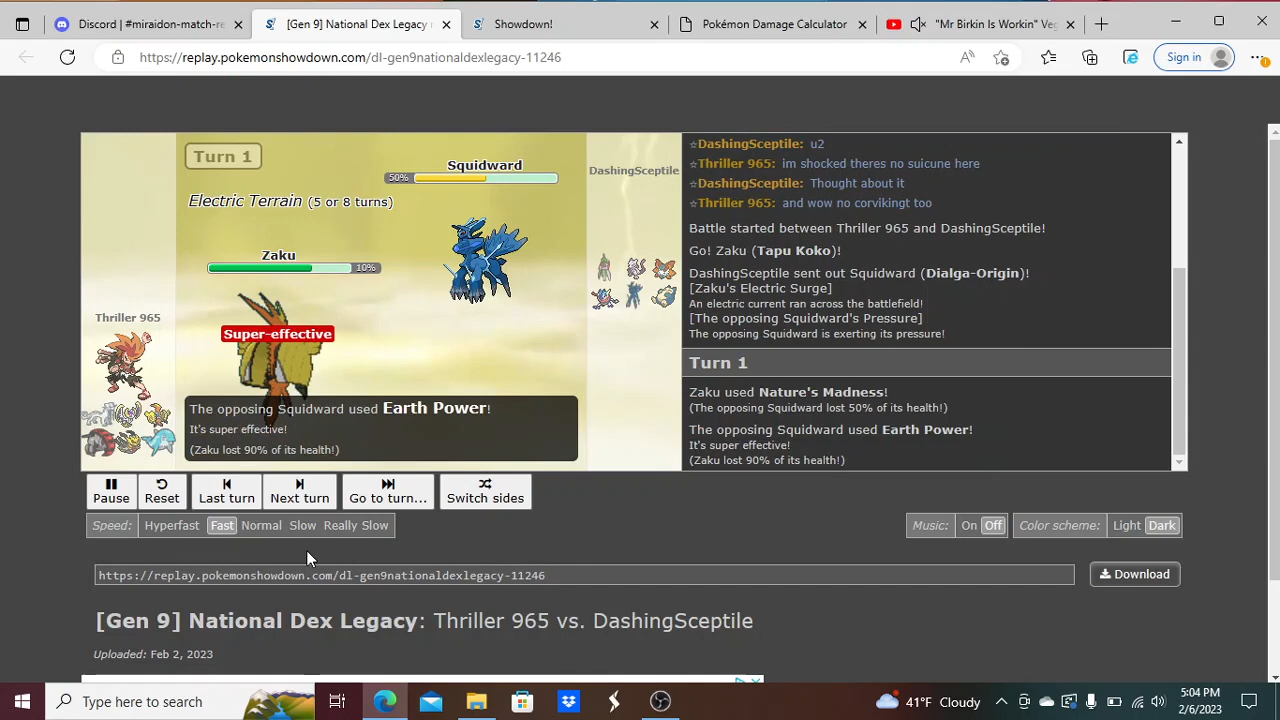 Discord | #miraidon-match-re
[Gen 9] National Dex Legacy
Showdown!
Pokémon Damage Calculator
"Mr Birkin Is Workin" Ve
https://replay.pokemonshowdown.com/dl-gen9nationaldexlegacy-11246
Sign in
Turn 1
Squidward
50%
Electric Terrain (5 or 8 turns)
Zaku
10%
Thriller 965
DashingSceptile
Super-effective
The opposing Squidward used Earth Power!
It's super effective!
(Zaku lost 90% of its health!)
☆DashingSceptile: u2
☆Thriller 965: im shocked theres no suicune here
☆DashingSceptile: Thought about it
☆Thriller 965: and wow no corvikingt too
Battle started between Thriller 965 and DashingSceptile!
Go! Zaku (Tapu Koko)!
DashingSceptile sent out Squidward (Dialga-Origin)!
[Zaku's Electric Surge]
An electric current ran across the battlefield!
[The opposing Squidward's Pressure]
The opposing Squidward is exerting its pressure!
Turn 1
Zaku used Nature's Madness!
(The opposing Squidward lost 50% of its health!)
The opposing Squidward used Earth Power!
It's super effective!
(Zaku lost 90% of its health!)
Pause Reset Last turn Next turn Go to turn... Switch sides
Speed: Hyperfast Fast Normal Slow Really Slow
Music: On Off Color scheme: Light Dark
https://replay.pokemonshowdown.com/dl-gen9nationaldexlegacy-11246
Download
[Gen 9] National Dex Legacy: Thriller 965 vs. DashingSceptile
Uploaded: Feb 2, 2023
Type here to search
41°F Cloudy
5:04 PM
2/6/2023